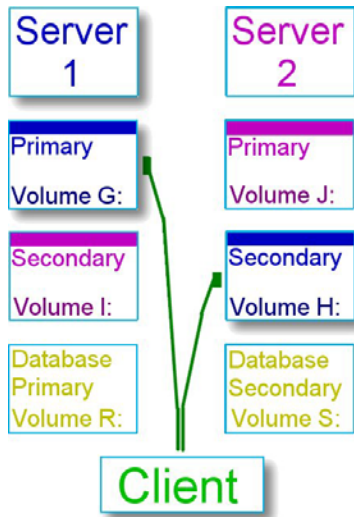 Server
1
Server
2
Primary
Volume G:
Primary
Volume J:
Secondary
Volume I:
Secondary
Volume H:
Database
Primary
Volume R:
Database
Secondary
Volume S:
Client